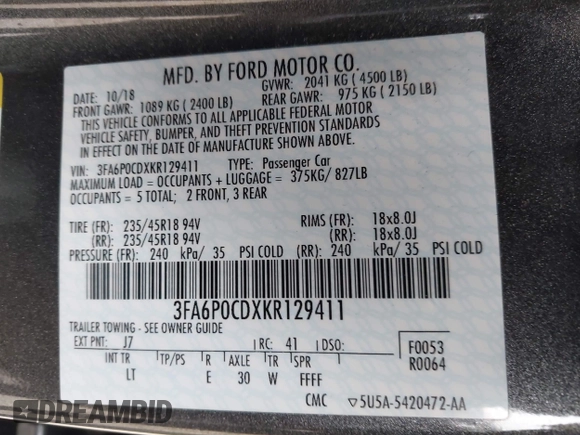 MFD. BY FORD MOTOR CO.
DATE: 10/18 GVWR: 2041 KG ( 4500 LB)
FRONT GAWR: 1089 KG ( 2400 LB) REAR GAWR: 975 KG ( 2150 LB)
THIS VEHICLE CONFORMS TO ALL APPLICABLE FEDERAL MOTOR
VEHICLE SAFETY, BUMPER, AND THEFT PREVENTION STANDARDS
IN EFFECT ON THE DATE OF MANUFACTURE SHOWN ABOVE.
VIN: 3FA6P0CDXKR129411 TYPE: Passenger Car
MAXIMUM LOAD = OCCUPANTS + LUGGAGE = 375KG/ 827LB
OCCUPANTS = 5 TOTAL; 2 FRONT, 3 REAR
TIRE (FR): 235/45R18 94V RIMS (FR): 18x8.0J
(RR): 235/45R18 94V (RR): 18x8.0J
PRESSURE (FR): 240 kPa/ 35 PSI COLD (RR): 240 kPa/ 35 PSI COLD
3FA6P0CDXKR129411
TRAILER TOWING - SEE OWNER GUIDE
EXT PNT: J7 RC: 41 DSO: F0053
INT TR TP/PS R AXLE TR SPR R0064
LT E 30 W FFFF
CMC ▽5U5A-5420472-AA
DREAMBID